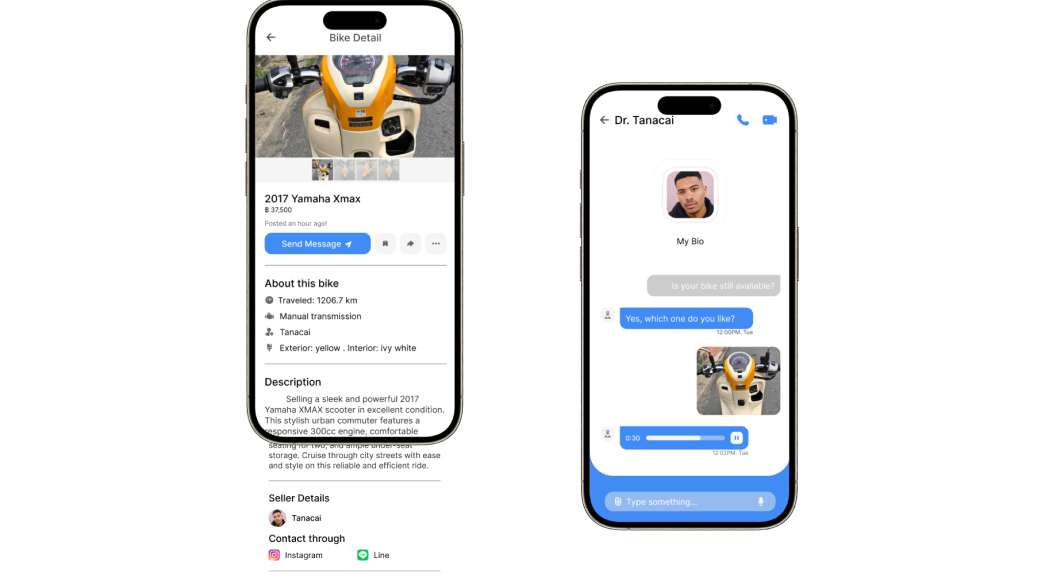 Bike Detail
2017 Yamaha Xmax
฿ 37,500
Posted an hour ago!
Send Message
About this bike
Traveled: 1206.7 km
Manual transmission
Tanacai
Exterior: yellow . Interior: ivy white
Description
Selling a sleek and powerful 2017
Yamaha XMAX scooter in excellent condition.
This stylish urban commuter features a
responsive 300cc engine, comfortable
seating for two, and ample under-seat
storage. Cruise through city streets with ease
and style on this reliable and efficient ride.
Seller Details
Tanacai
Contact through
Instagram
Line
Dr. Tanacai
My Bio
Is your bike still avaliable?
Yes, which one do you like?
12:00PM. Tue
0:30
12:02PM. Tue
Type something...